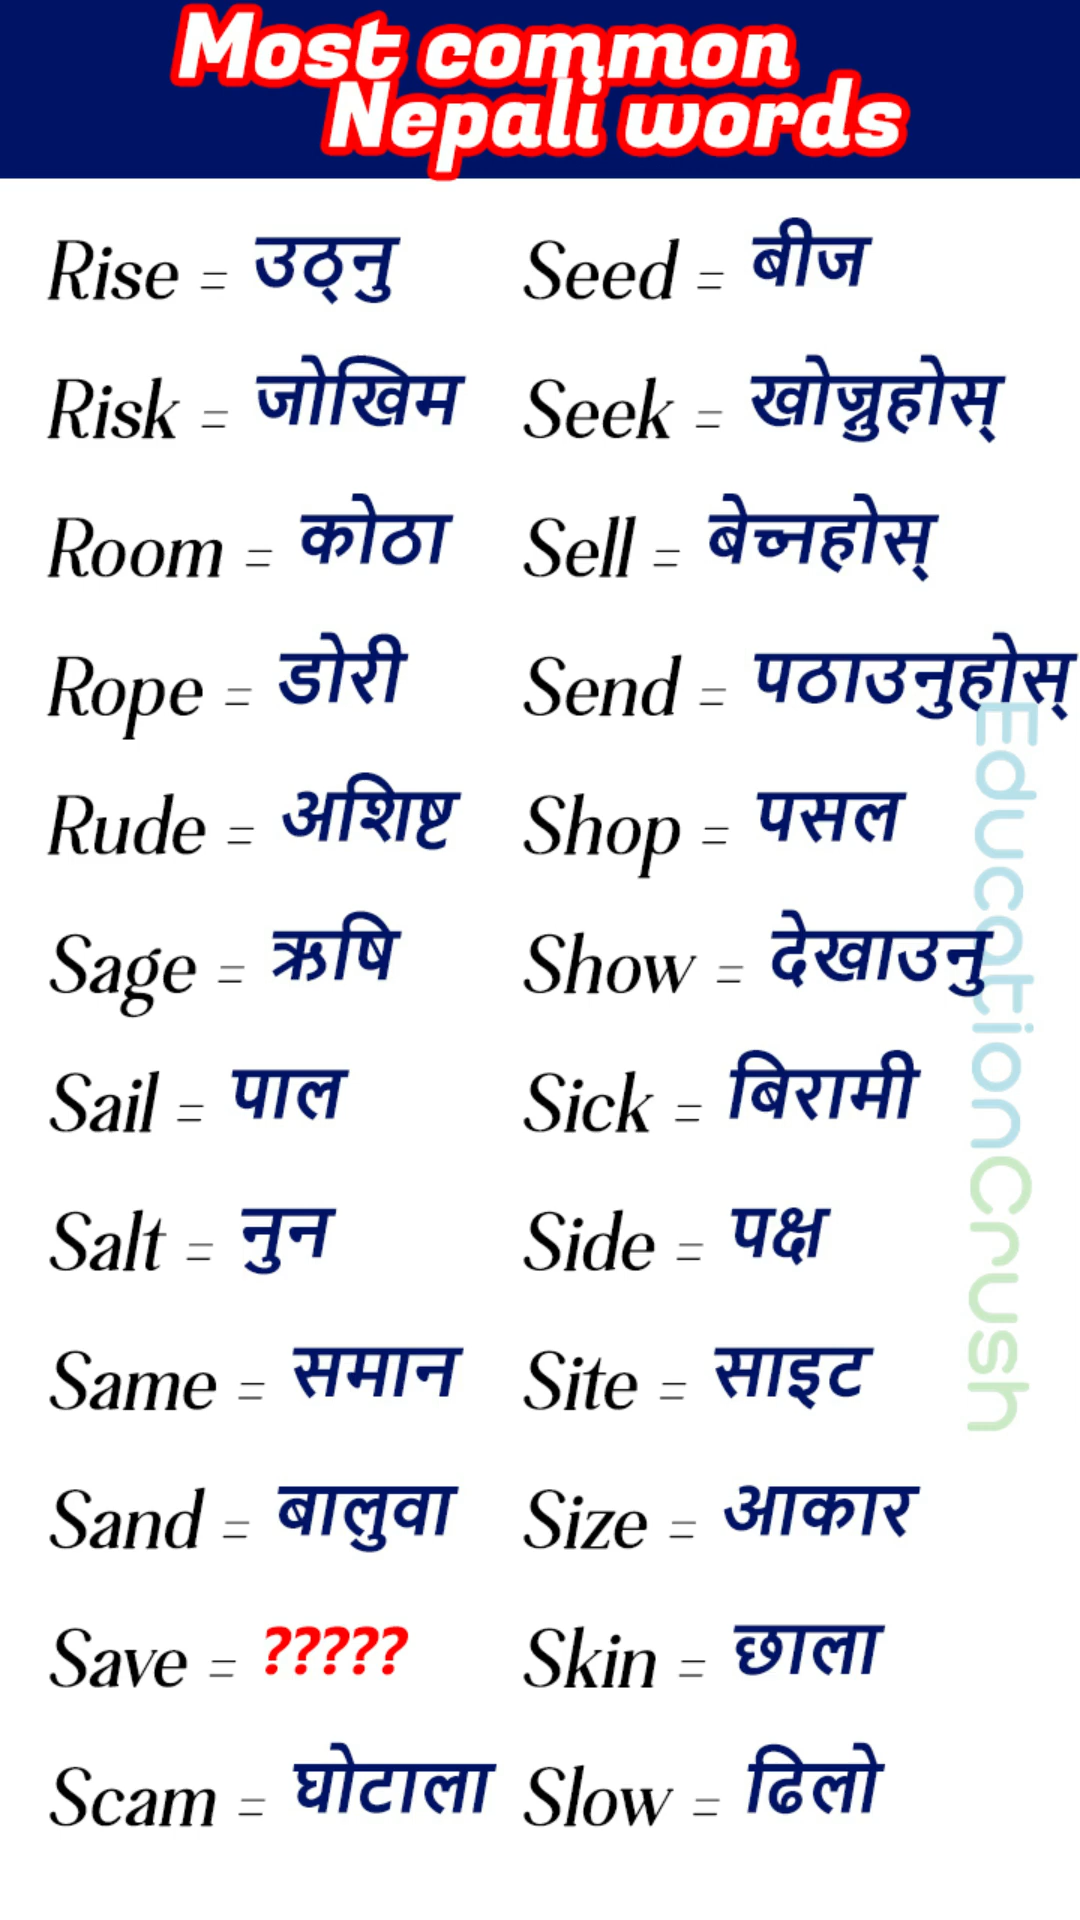 Most common
Nepali words
Rise = उठ्नु
Risk = जोखिम
Room = कोठा
Rope = डोरी
Rude = अशिष्ट
Sage = ऋषि
Sail = पाल
Salt = नुन
Same = समान
Sand = बालुवा
Save = ?????
Scam = घोटाला
Seed = बीज
Seek = खोज्नुहोस्
Sell = बेच्नहोस्
Send = पठाउनुहोस्
Shop = पसल
Show = देखाउनु
Sick = बिरामी
Side = पक्ष
Site = साइट
Size = आकार
Skin = छाला
Slow = ढिलो
EducationCrush